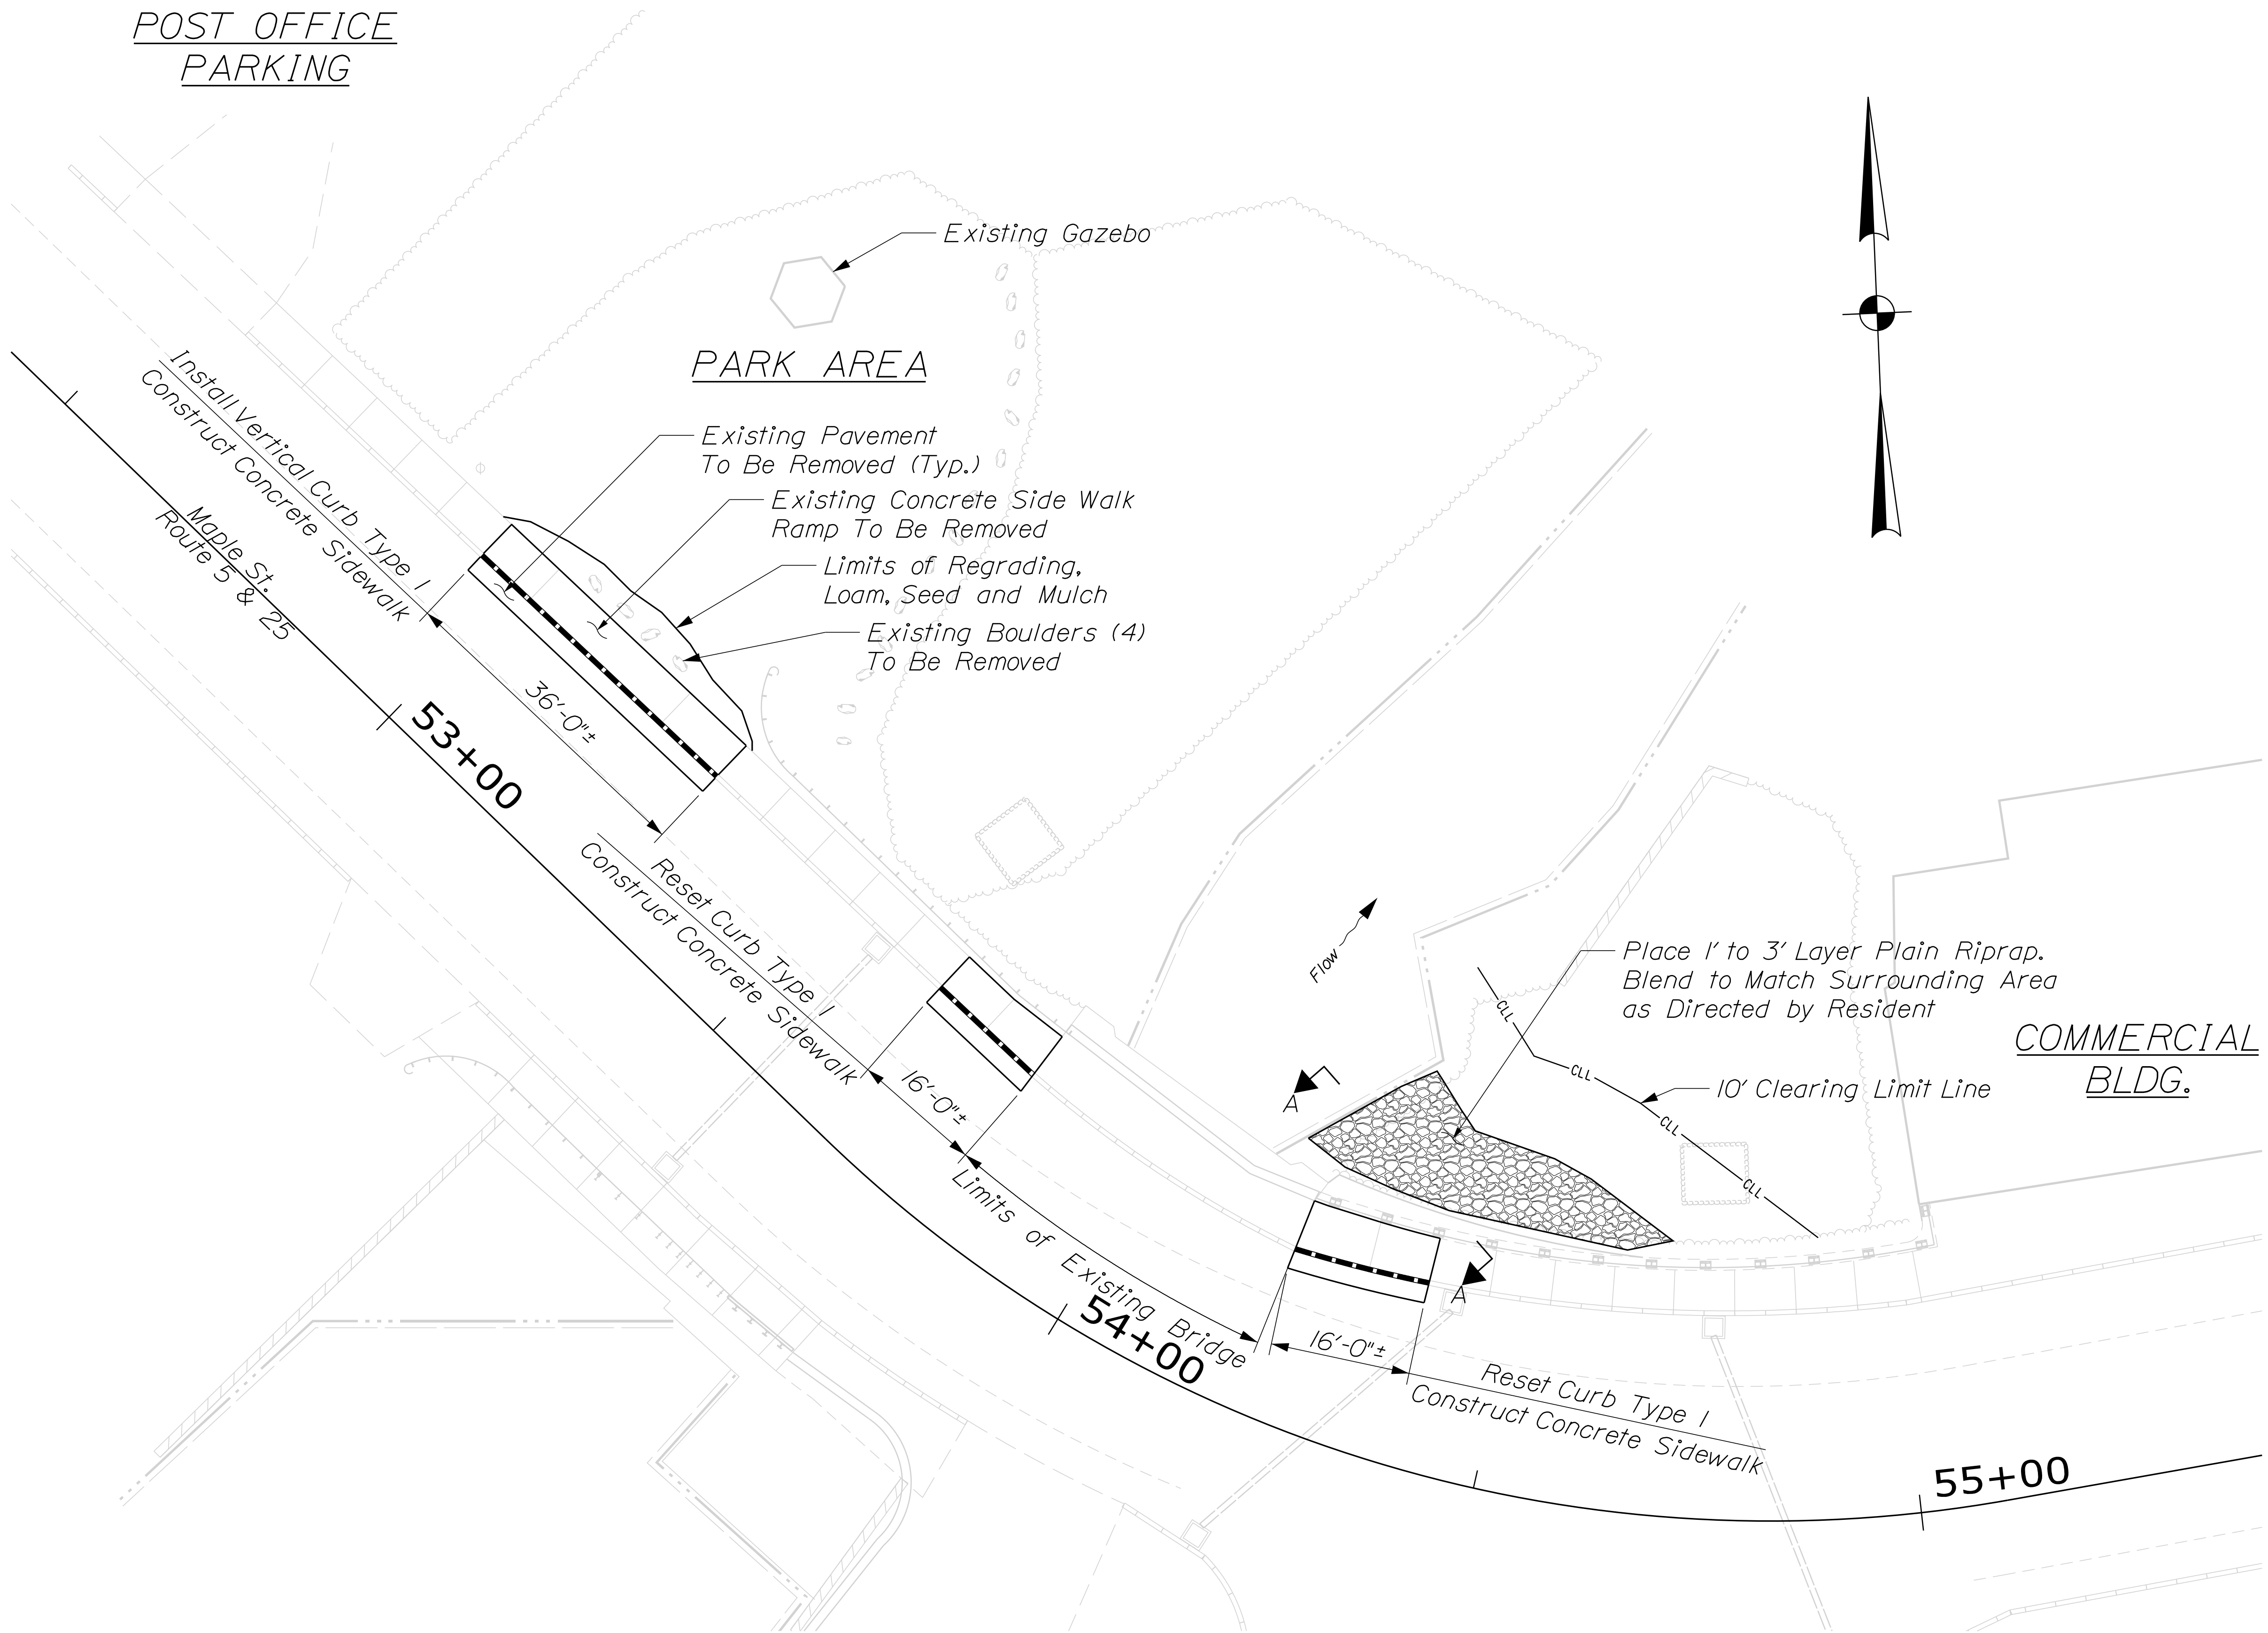 POST OFFICE
PARKING
Existing Gazebo
PARK AREA
Existing Pavement
To Be Removed (Typ.)
Existing Concrete Side Walk
Ramp To Be Removed
Limits of Regrading,
Loam, Seed and Mulch
Existing Boulders (4)
To Be Removed
Install Vertical Curb Type 1
Construct Concrete Sidewalk
Maple St.
Route 5 & 25
36'-0"±
53+00
Reset Curb Type 1
Construct Concrete Sidewalk
16'-0"±
Limits of Existing Bridge
54+00
Flow
Place 1' to 3' Layer Plain Riprap.
Blend to Match Surrounding Area
as Directed by Resident
CLL
CLL
10' Clearing Limit Line
CLL
CLL
COMMERCIAL
BLDG.
A
A
16'-0"±
Reset Curb Type 1
Construct Concrete Sidewalk
55+00